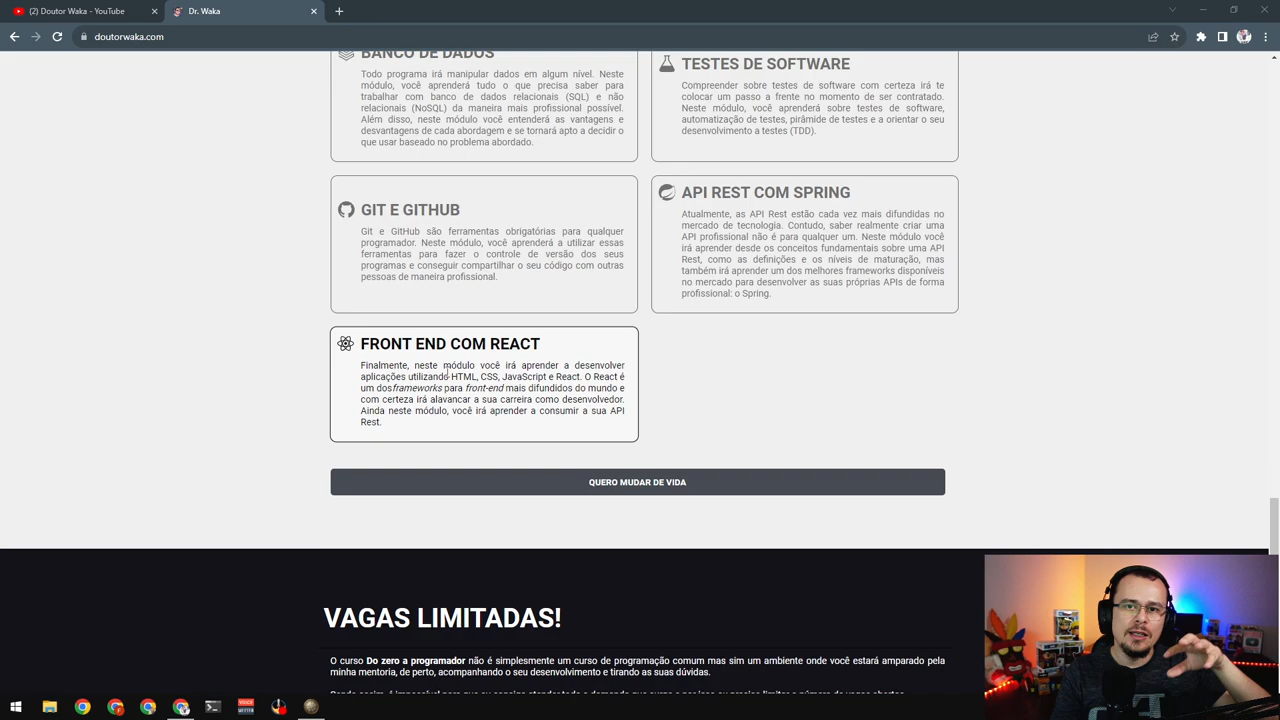 (2) Doutor Waka - YouTube
Dr. Waka
doutorwaka.com
BANCO DE DADOS
Todo programa irá manipular dados em algum nível. Neste
módulo, você aprenderá tudo o que precisa saber para
trabalhar com banco de dados relacionais (SQL) e não
relacionais (NoSQL) da maneira mais profissional possível.
Além disso, neste módulo você entenderá as vantagens e
desvantagens de cada abordagem e se tornará apto a decidir o
que usar baseado no problema abordado.
TESTES DE SOFTWARE
Compreender sobre testes de software com certeza irá te
colocar um passo a frente no momento de ser contratado.
Neste módulo, você aprenderá sobre testes de software,
automatização de testes, pirâmide de testes e a orientar o seu
desenvolvimento a testes (TDD).
GIT E GITHUB
Git e GitHub são ferramentas obrigatórias para qualquer
programador. Neste módulo, você aprenderá a utilizar essas
ferramentas para fazer o controle de versão dos seus
programas e conseguir compartilhar o seu código com outras
pessoas de maneira profissional.
API REST COM SPRING
Atualmente, as API Rest estão cada vez mais difundidas no
mercado de tecnologia. Contudo, saber realmente criar uma
API profissional não é para qualquer um. Neste módulo você
irá aprender desde os conceitos fundamentais sobre uma API
Rest, como as definições e os níveis de maturação, mas
também irá aprender um dos melhores frameworks disponíveis
no mercado para desenvolver as suas próprias APIs de forma
profissional: o Spring.
FRONT END COM REACT
Finalmente, neste módulo você irá aprender a desenvolver
aplicações utilizando HTML, CSS, JavaScript e React. O React é
um dosframeworks para front-end mais difundidos do mundo e
com certeza irá alavancar a sua carreira como desenvolvedor.
Ainda neste módulo, você irá aprender a consumir a sua API
Rest.
QUERO MUDAR DE VIDA
VAGAS LIMITADAS!
O curso Do zero a programador não é simplesmente um curso de programação comum mas sim um ambiente onde você estará amparado pela
minha mentoria, de perto, acompanhando o seu desenvolvimento e tirando as suas dúvidas.